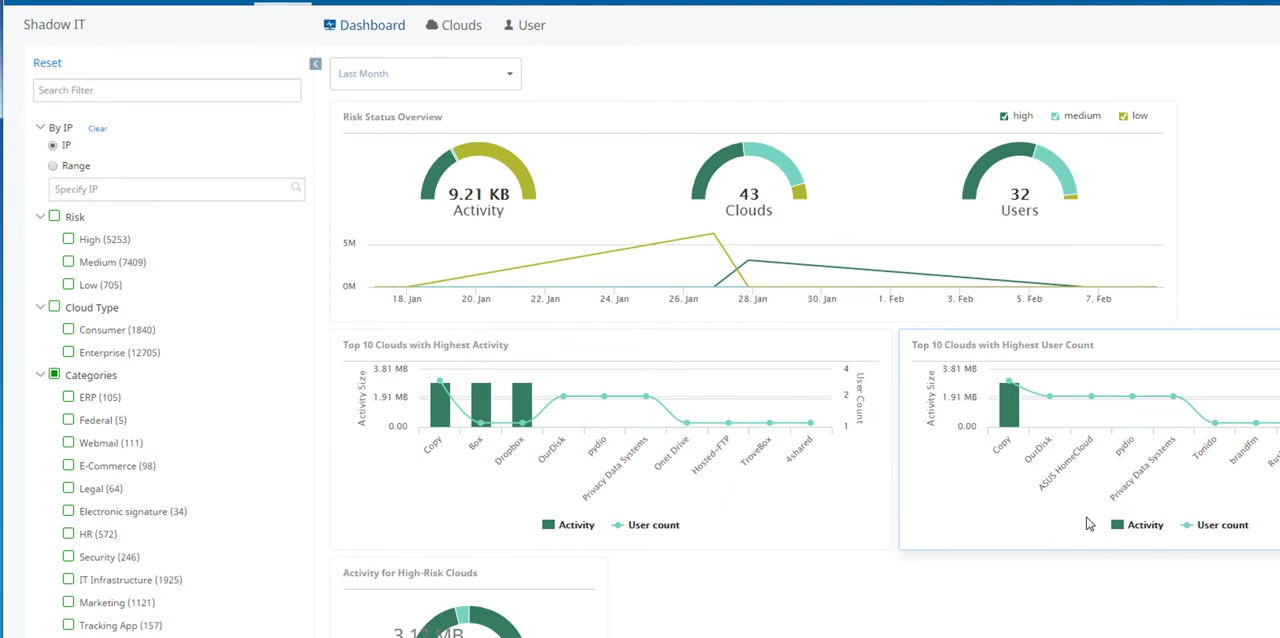 Shadow IT
Dashboard
Clouds
User
Reset
Search Filter
By IP
Clear
IP
Range
Specify IP
Risk
High (5253)
Medium (7409)
Low (705)
Cloud Type
Consumer (1840)
Enterprise (12705)
Categories
ERP (105)
Federal (5)
Webmail (111)
E-Commerce (98)
Legal (64)
Electronic signature (34)
HR (572)
Security (246)
IT Infrastructure (1925)
Marketing (1121)
Tracking App (157)
Last Month
Risk Status Overview
high
medium
low
9.21 KB
Activity
43
Clouds
32
Users
5M
0M
18. Jan
20. Jan
22. Jan
24. Jan
26. Jan
28. Jan
30. Jan
1. Feb
3. Feb
5. Feb
7. Feb
Top 10 Clouds with Highest Activity
Activity Size
3.81 MB
1.91 MB
0.00
4
2
1
User Count
Copy
Box
Dropbox
OurDisk
pydio
Privacy Data Systems
Onet Drive
Hosted-FTP
TroveBox
4shared
Activity
User count
Top 10 Clouds with Highest User Count
Activity Size
3.81 MB
1.91 MB
0.00
Copy
OurDisk
ASUS HomeCloud
pydio
Privacy Data Systems
Tonido
brandfm
Activity
User count
Activity for High-Risk Clouds